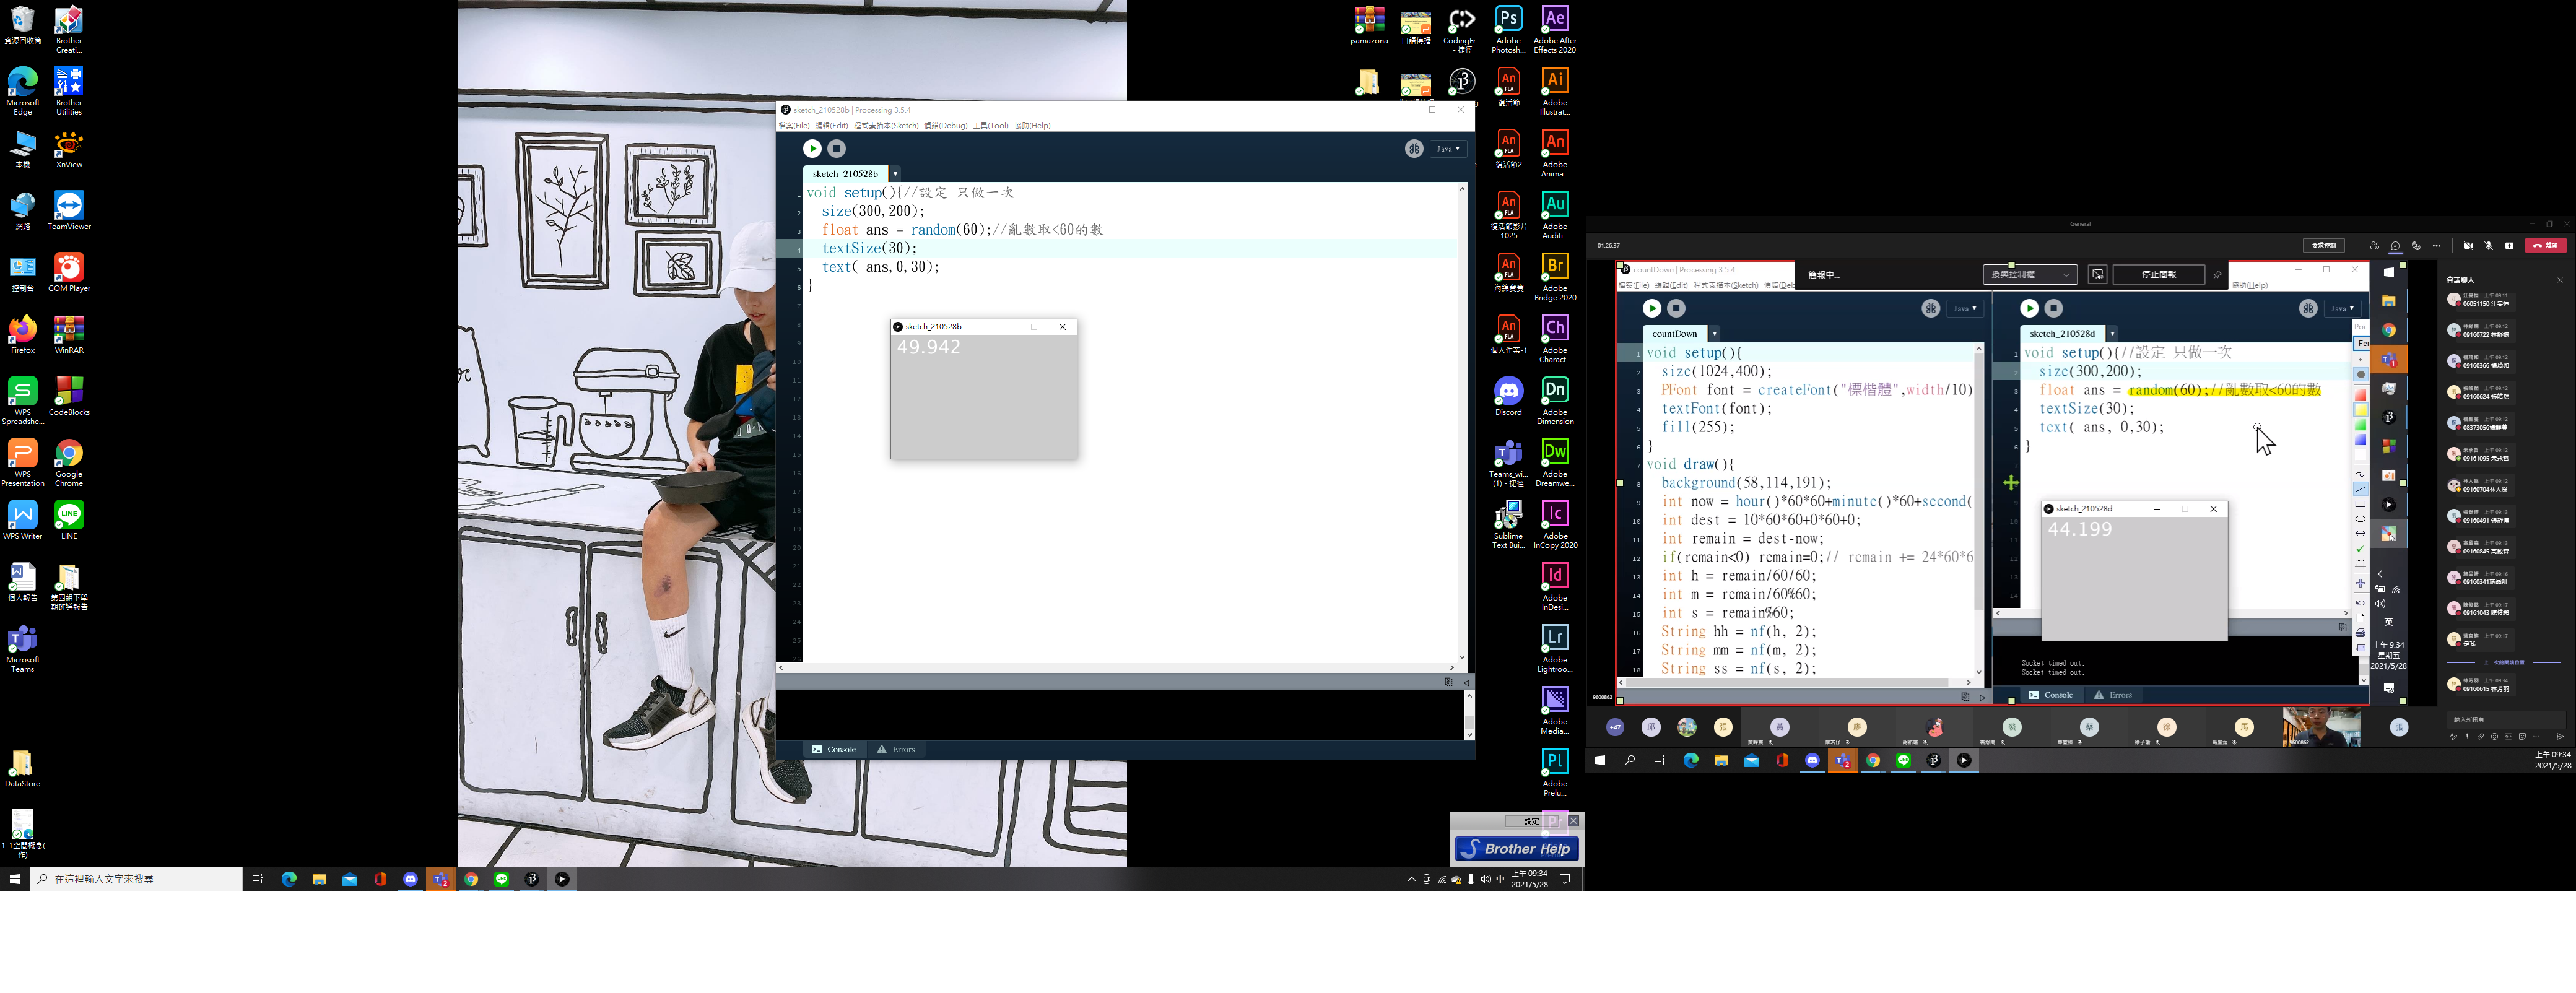 資源回收筒
Brother Creati...
Microsoft Edge
Brother Utilities
本機
XnView
網路
TeamViewer
控制台
GOM Player
Firefox
WinRAR
WPS Spreadshe...
CodeBlocks
WPS Presentation
Google Chrome
WPS Writer
LINE
個人報告
第四組下學期班導報告
Microsoft Teams
DataStore
1-1空間概念(作)
jsamazona
口語傳播
CodingFr... - 捷徑
Adobe Photosh...
Adobe After Effects 2020
復活節
Adobe Illustrat...
復活節2
Adobe Anima...
復活節影片1025
Adobe Auditi...
海綿寶寶
Adobe Bridge 2020
個人作業-1
Adobe Charact...
Discord
Adobe Dimension
Teams_wi... (1) - 捷徑
Adobe Dreamwe...
Sublime Text Bui...
Adobe InCopy 2020
Adobe InDesi...
Adobe Lightroo...
Adobe Media...
Adobe Prelu...
sketch_210528b | Processing 3.5.4
檔案(File) 編輯(Edit) 程式草稿本(Sketch) 偵錯(Debug) 工具(Tool) 協助(Help)
Java
sketch_210528b
void setup(){//設定 只做一次
size(300,200);
float ans = random(60);//亂數取<60的數
textSize(30);
text( ans,0,30);
}
sketch_210528b
49.942
Console
Errors
設定
Brother Help
在這裡輸入文字來搜尋
中
上午 09:34
2021/5/28
General
01:26:37
要求控制
離開
countDown | Processing 3.5.4
檔案(File) 編輯(Edit) 程式草稿本(Sketch) 偵錯(Deb
簡報中...
授與控制權
停止簡報
協助(Help)
Java
countDown
void setup(){
size(1024,400);
PFont font = createFont("標楷體",width/10)
textFont(font);
fill(255);
}
void draw(){
background(58,114,191);
int now = hour()*60*60+minute()*60+second(
int dest = 10*60*60+0*60+0;
int remain = dest-now;
if(remain<0) remain=0;// remain += 24*60*6
int h = remain/60/60;
int m = remain/60%60;
int s = remain%60;
String hh = nf(h, 2);
String mm = nf(m, 2);
String ss = nf(s, 2);
Java
sketch_210528d
void setup(){//設定 只做一次
size(300,200);
float ans = random(60);//亂數取<60的數
textSize(30);
text( ans, 0,30);
}
sketch_210528d
44.199
Socket timed out.
Socket timed out.
Console
Errors
英
上午 9:34
星期五
2021/5/28
會議聊天
輸入新訊息
+47
上午 09:34
2021/5/28